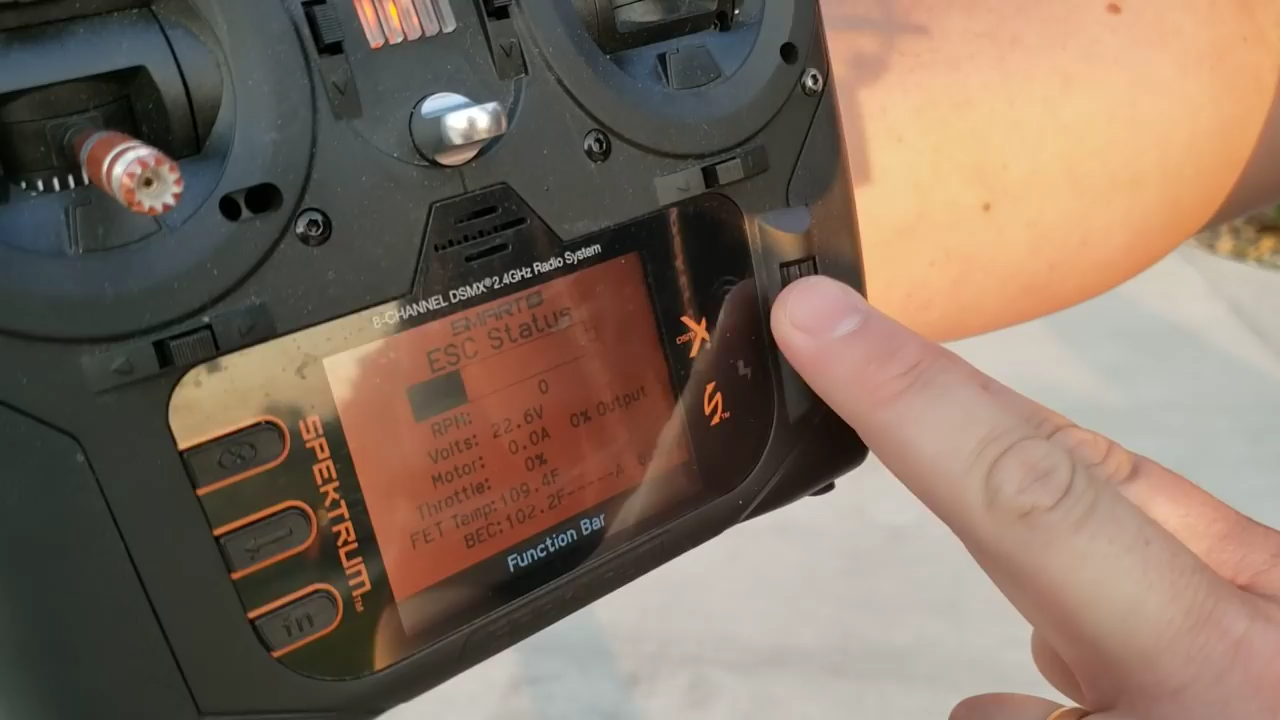 8-CHANNEL DSMX® 2.4GHz Radio System
SMART
ESC Status
RPM: 0
Volts: 22.6V
Motor: 0.0A 0% Output
Throttle: 0%
FET Temp:109.4F
BEC:102.2F-----A
Function Bar
SPEKTRUM™
DSMX